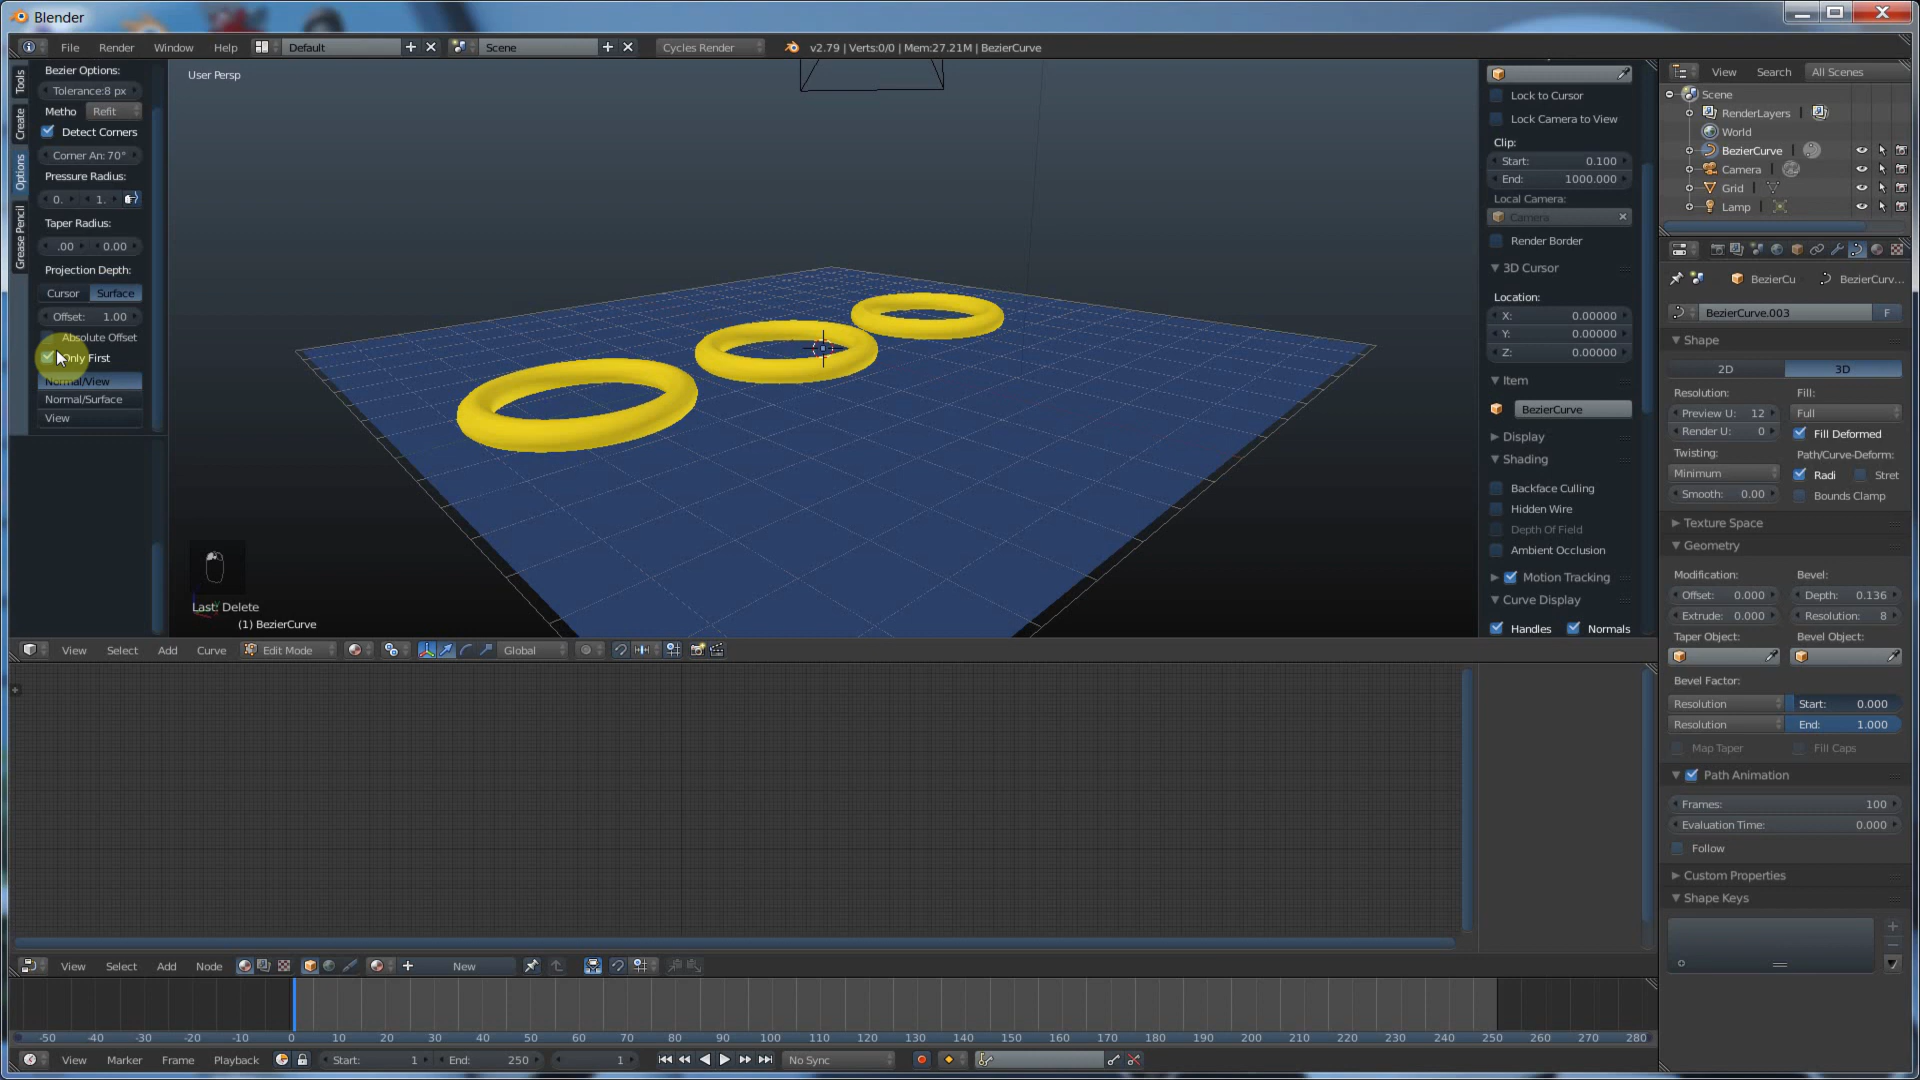 Blender
File Render Window Help Default Scene Cycles Render v2.79 | Verts:0/0 | Mem:27.21M | BezierCurve
Tools
Create
Options
Grease Pencil
Bezier Options:
Tolerance:8 px
Metho Refit
Detect Corners
Corner An: 70°
Pressure Radius:
0. 1.
Taper Radius:
.00 0.00
Projection Depth:
Cursor Surface
Offset: 1.00
Absolute Offset
Only First
Normal/View
Normal/Surface
View
User Persp
Last: Delete
(1) BezierCurve
Lock to Cursor
Lock Camera to View
Clip:
Start: 0.100
End: 1000.000
Local Camera:
Camera
Render Border
3D Cursor
Location:
X: 0.00000
Y: 0.00000
Z: 0.00000
Item
BezierCurve
Display
Shading
Backface Culling
Hidden Wire
Depth Of Field
Ambient Occlusion
Motion Tracking
Curve Display
Handles Normals
View Search All Scenes
Scene
RenderLayers
World
BezierCurve
Camera
Grid
Lamp
BezierCu BezierCurv...
BezierCurve.003 F
Shape
2D 3D
Resolution: Fill:
Preview U: 12 Full
Render U: 0 Fill Deformed
Twisting: Path/Curve-Deform:
Minimum Radi Stret
Smooth: 0.00 Bounds Clamp
Texture Space
Geometry
Modification: Bevel:
Offset: 0.000 Depth: 0.136
Extrude: 0.000 Resolution: 8
Taper Object: Bevel Object:
Bevel Factor:
Resolution Start: 0.000
Resolution End: 1.000
Map Taper Fill Caps
Path Animation
Frames: 100
Evaluation Time: 0.000
Follow
Custom Properties
Shape Keys
View Select Add Curve Edit Mode Global
View Select Add Node New
-50 -40 -30 -20 -10 0 10 20 30 40 50 60 70 80 90 100 110 120 130 140 150 160 170 180 190 200 210 220 230 240 250 260 270 280
View Marker Frame Playback Start: 1 End: 250 1 No Sync